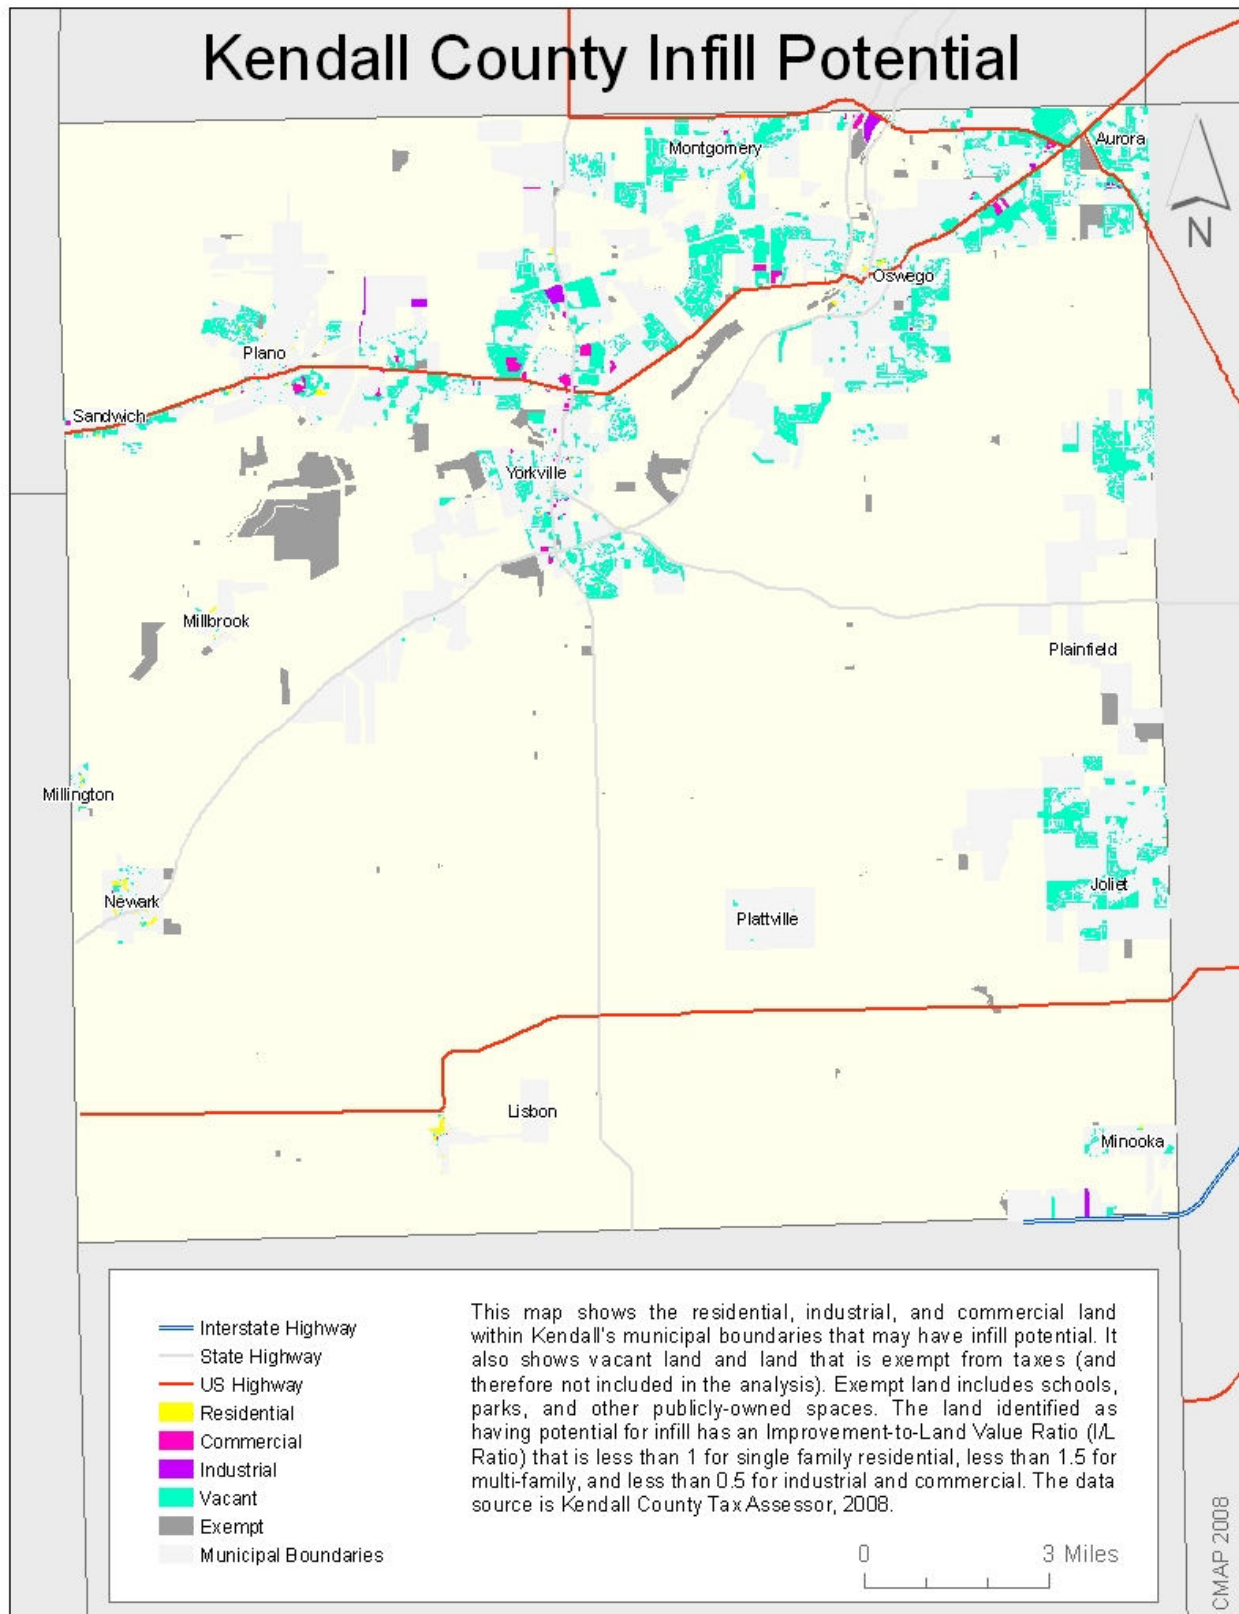 Kendall County Infill Potential
Montgomery
Aurora
N
Oswego
Plano
Sandwich
Yorkville
Millbrook
Plainfield
Millington
Joliet
Newark
Plattville
Lisbon
Minooka
Interstate Highway
State Highway
US Highway
Residential
Commercial
Industrial
Vacant
Exempt
Municipal Boundaries
This map shows the residential, industrial, and commercial land
within Kendall's municipal boundaries that may have infill potential. It
also shows vacant land and land that is exempt from taxes (and
therefore not included in the analysis). Exempt land includes schools,
parks, and other publicly-owned spaces. The land identified as
having potential for infill has an Improvement-to-Land Value Ratio (I/L
Ratio) that is less than 1 for single family residential, less than 1.5 for
multi-family, and less than 0.5 for industrial and commercial. The data
source is Kendall County Tax Assessor, 2008.
0 3 Miles
CMAP 2008